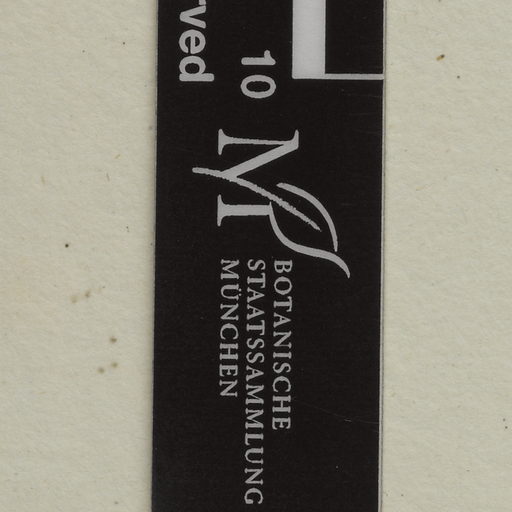 rved
10
M
BOTANISCHE
STAATSSAMMLUNG
MÜNCHEN